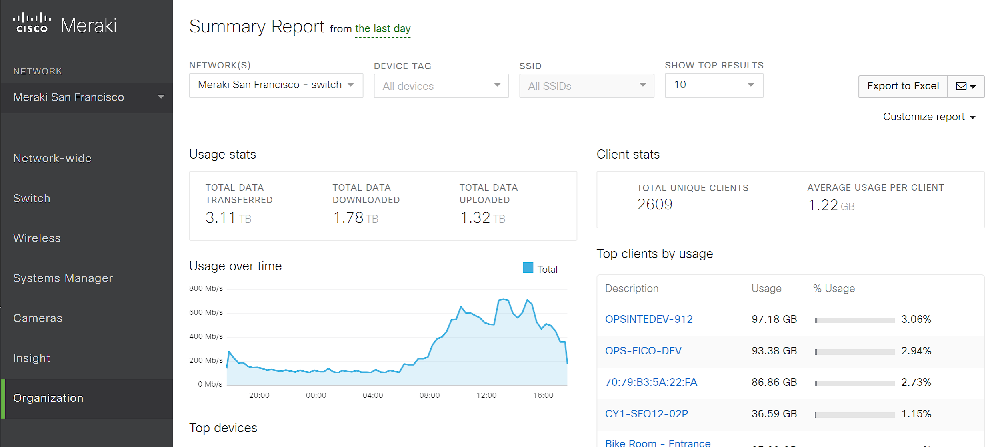 CISCO Meraki
NETWORK
Meraki San Francisco
Network-wide
Switch
Wireless
Systems Manager
Cameras
Insight
Organization
Summary Report from the last day
NETWORK(S)
Meraki San Francisco - switch
DEVICE TAG
All devices
SSID
All SSIDs
SHOW TOP RESULTS
10
Export to Excel
Customize report
Usage stats
TOTAL DATA
TRANSFERRED
3.11 TB
TOTAL DATA
DOWNLOADED
1.78 TB
TOTAL DATA
UPLOADED
1.32 TB
Usage over time
Total
800 Mb/s
600 Mb/s
400 Mb/s
200 Mb/s
0 Mb/s
20:00 00:00 04:00 08:00 12:00 16:00
Top devices
Client stats
TOTAL UNIQUE CLIENTS
2609
AVERAGE USAGE PER CLIENT
1.22 GB
Top clients by usage
Description Usage % Usage
OPSINTEDEV-912 97.18 GB 3.06%
OPS-FICO-DEV 93.38 GB 2.94%
70:79:B3:5A:22:FA 86.86 GB 2.73%
CY1-SFO12-02P 36.59 GB 1.15%
Bike Room - Entrance